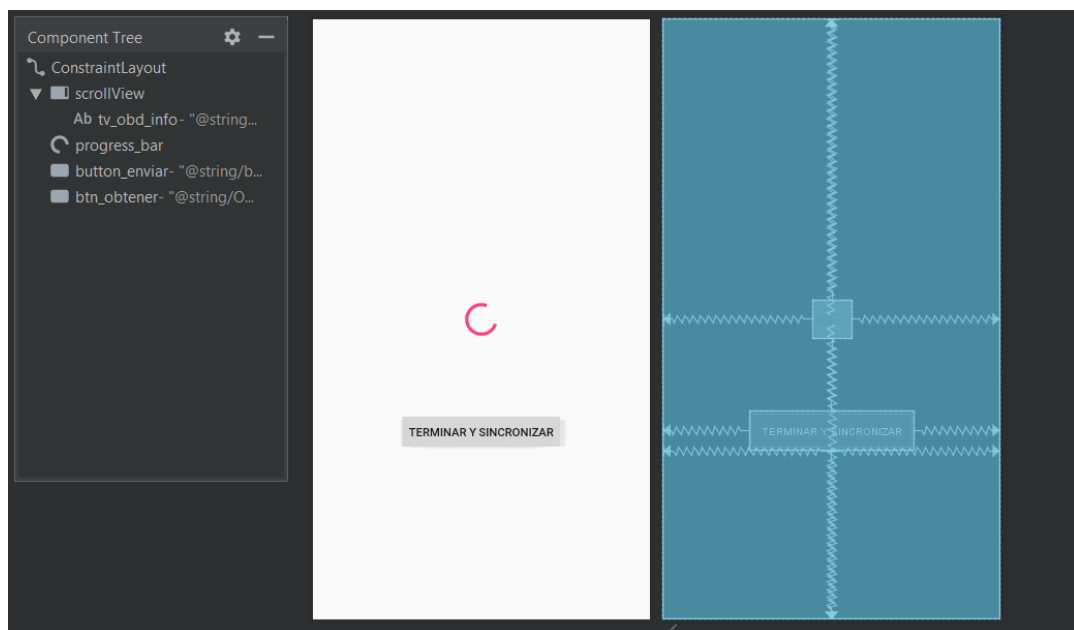 Component Tree
ConstraintLayout
scrollView
Ab tv_obd_info- "@string...
progress_bar
button_enviar- "@string/b...
btn_obtener- "@string/O...
TERMINAR Y SINCRONIZAR
TERMINAR Y SINCRONIZAR